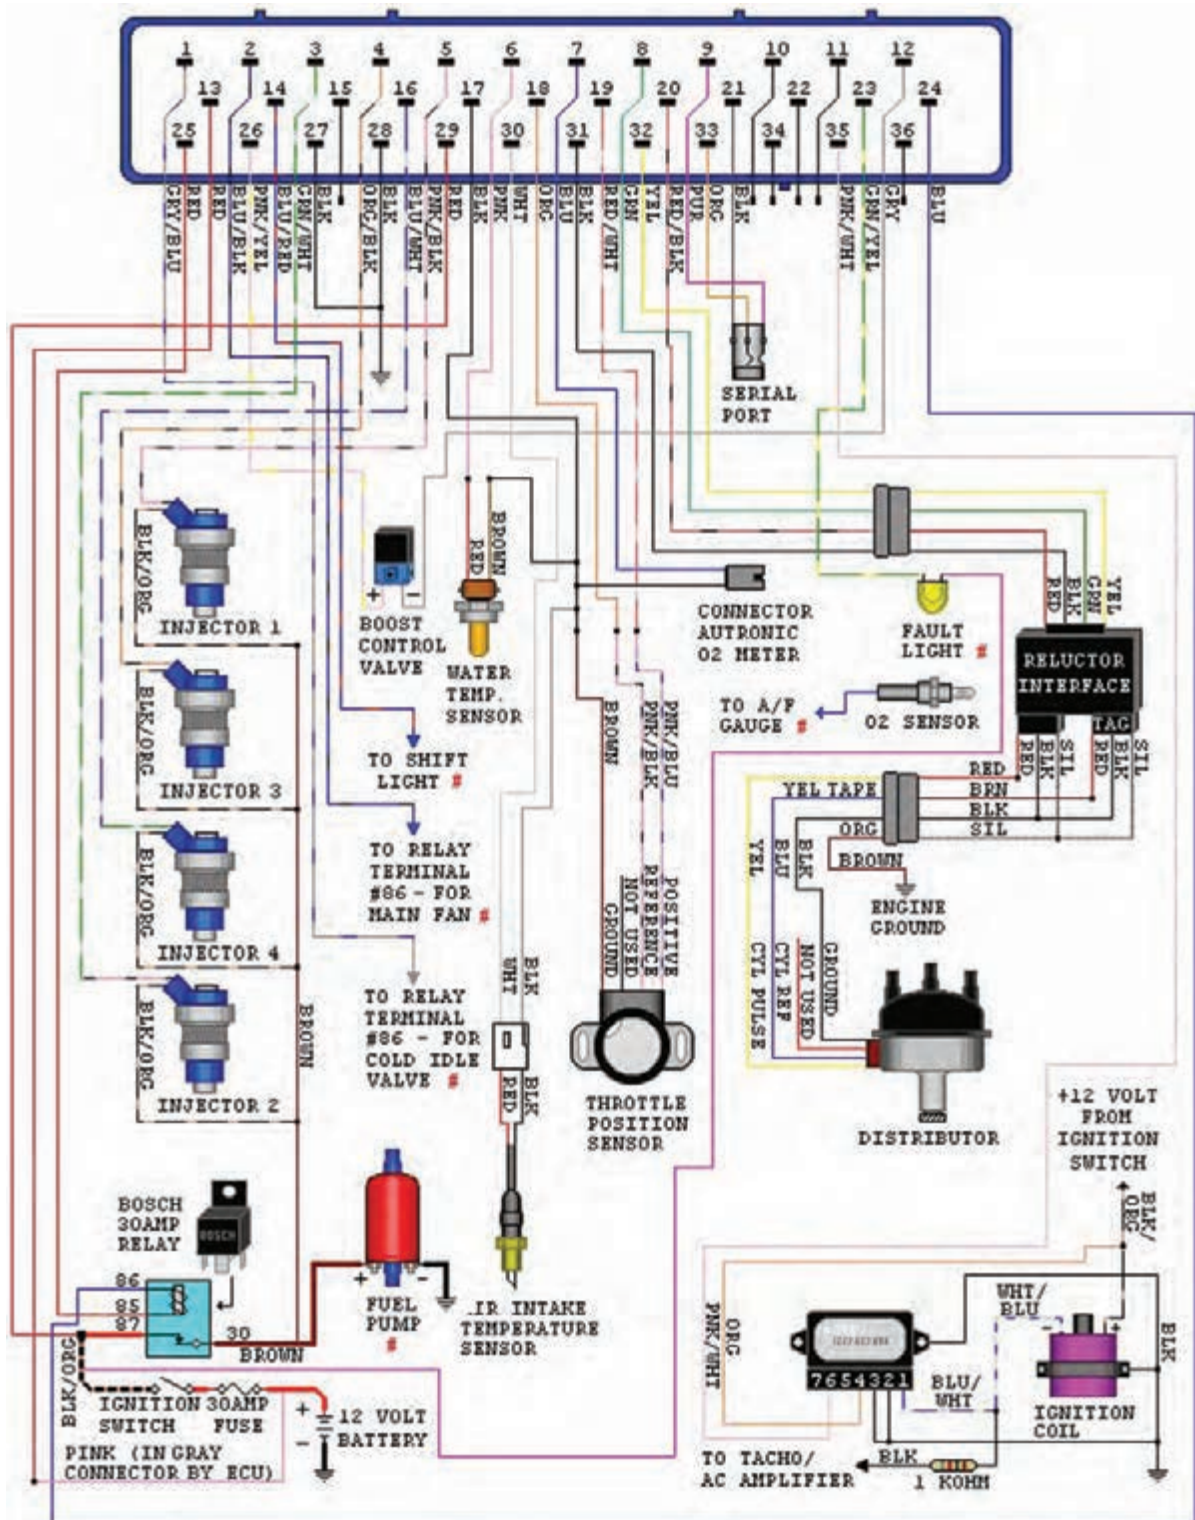 1 2 3 4 5 6 7 8 9 10 11 12
13 14 15 16 17 18 19 20 21 22 23 24
25 26 27 28 29 30 31 32 33 34 35 36
GRY/BLU
RED
RED
BLU/BLK
PNK/YEL
BLU/RED
GRN/WHT
BLK
ORG/BLK
BLK
BLU/WHT
PNK/BLK
RED
BLK
PNK
WHT
ORG
BLU
BLK
RED/WHT
GRN
YEL
RED/BLK
PUR
ORG
BLK
PNK/WHT
GRN/YEL
GRY
BLU
SERIAL
PORT
BLK/ORG
INJECTOR 1
BLK/ORG
INJECTOR 3
BLK/ORG
INJECTOR 4
BLK/ORG
INJECTOR 2
BROWN
+ -
BOOST
CONTROL
VALVE
RED
BROWN
WATER
TEMP.
SENSOR
CONNECTOR
AUTRONIC
O2 METER
FAULT
LIGHT #
RED
BLK
GRN
YEL
RELUCTOR
INTERFACE
TAG
RED
BLK
SIL
RED
BLK
SIL
TO A/F
GAUGE #
O2 SENSOR
TO SHIFT
LIGHT #
TO RELAY
TERMINAL
#86 - FOR
MAIN FAN #
TO RELAY
TERMINAL
#86 - FOR
COLD IDLE
VALVE #
BROWN
PNK/BLK
PNK/BLU
GROUND
NOT USED
REFERENCE
POSITIVE
THROTTLE
POSITION
SENSOR
WHT
BLK
RED
BLK
RED
YEL TAPE
BRN
BLK
ORG
SIL
BROWN
ENGINE
GROUND
YEL
BLU
BLK
CYL PULSE
CYL REF
NOT USED
GROUND
DISTRIBUTOR
+12 VOLT
FROM
IGNITION
SWITCH
BLK/
ORG
BOSCH
30AMP
RELAY
BOSCH
86
85
87
30
BROWN
+ -
FUEL
PUMP
#
IR INTAKE
TEMPERATURE
SENSOR
BLK/ORG
IGNITION
SWITCH
30AMP
FUSE
+
-
12 VOLT
BATTERY
PINK (IN GRAY
CONNECTOR BY ECU)
PNK/WHT
ORG
7654321
WHT/
BLU
- +
BLK
BLU/
WHT
IGNITION
COIL
TO TACHO/
AC AMPLIFIER
BLK
1 KOHM